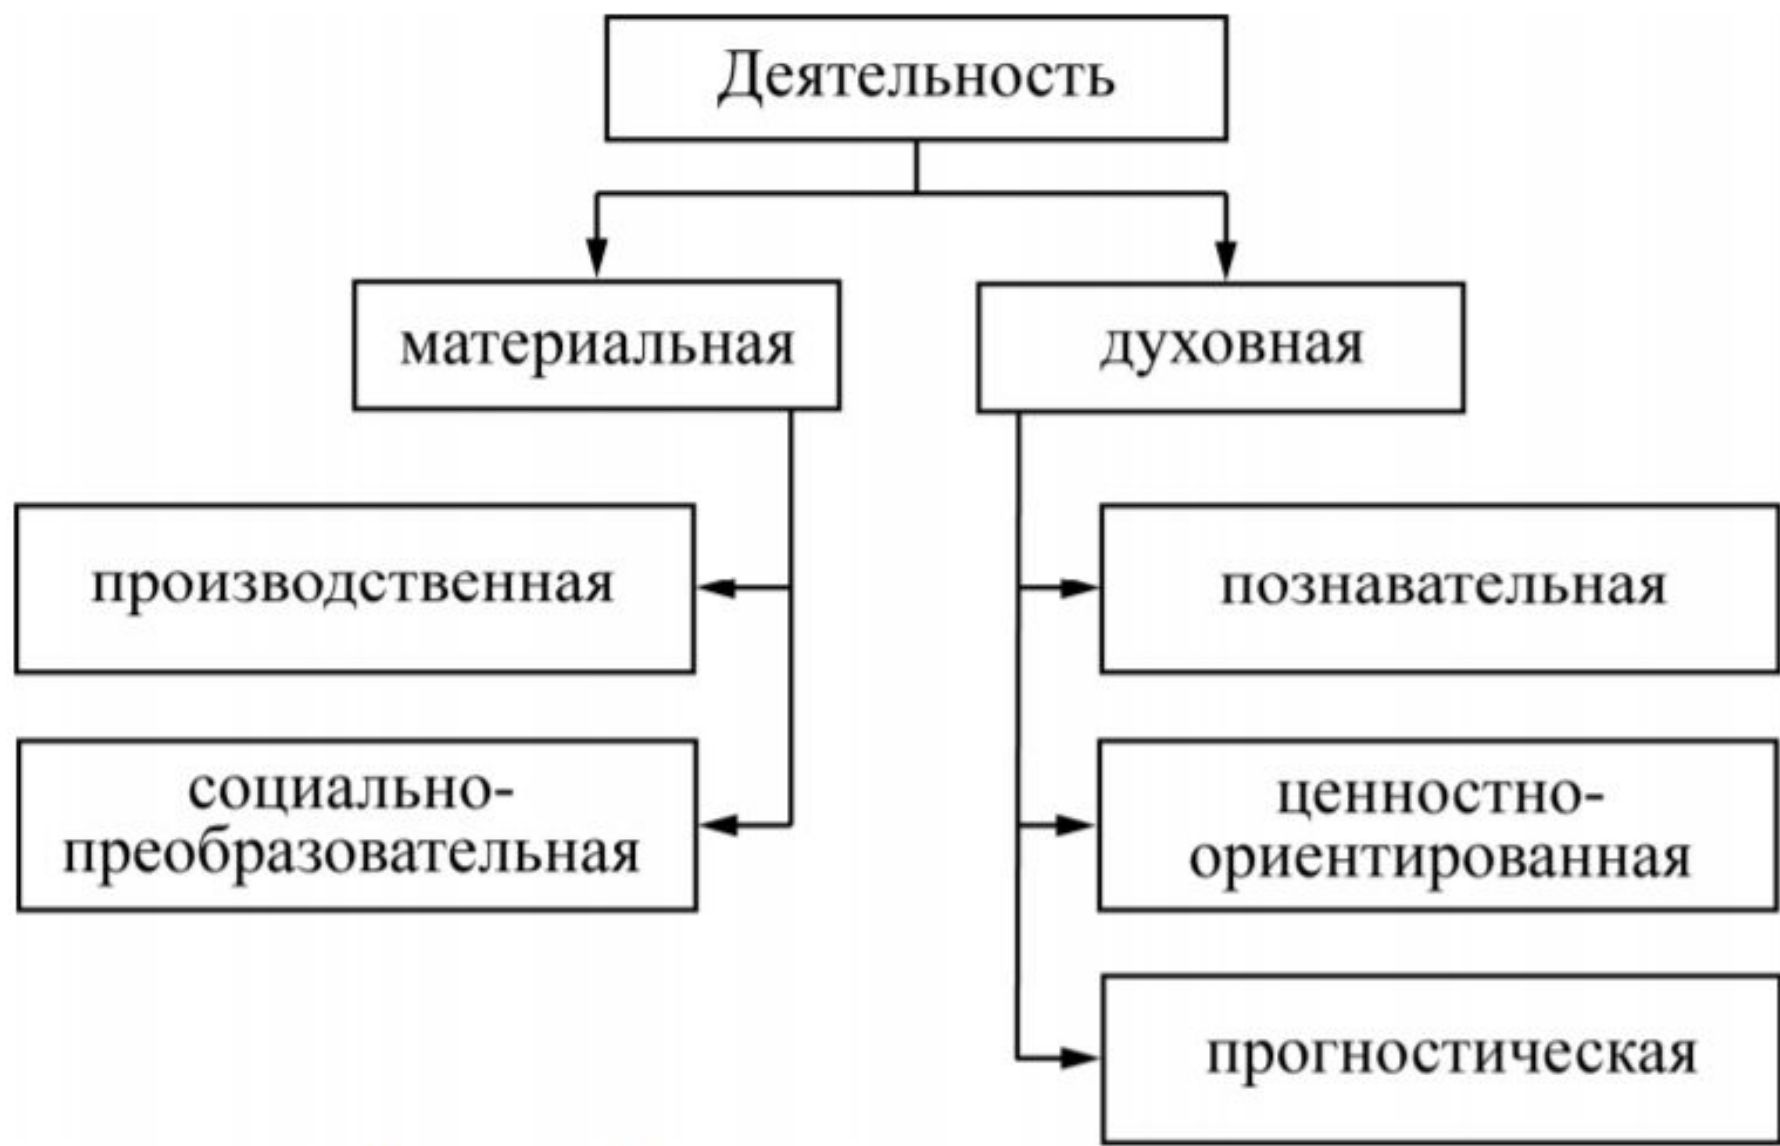 Деятельность
материальная
духовная
производственная
познавательная
социально-
преобразовательная
ценностно-
ориентированная
прогностическая